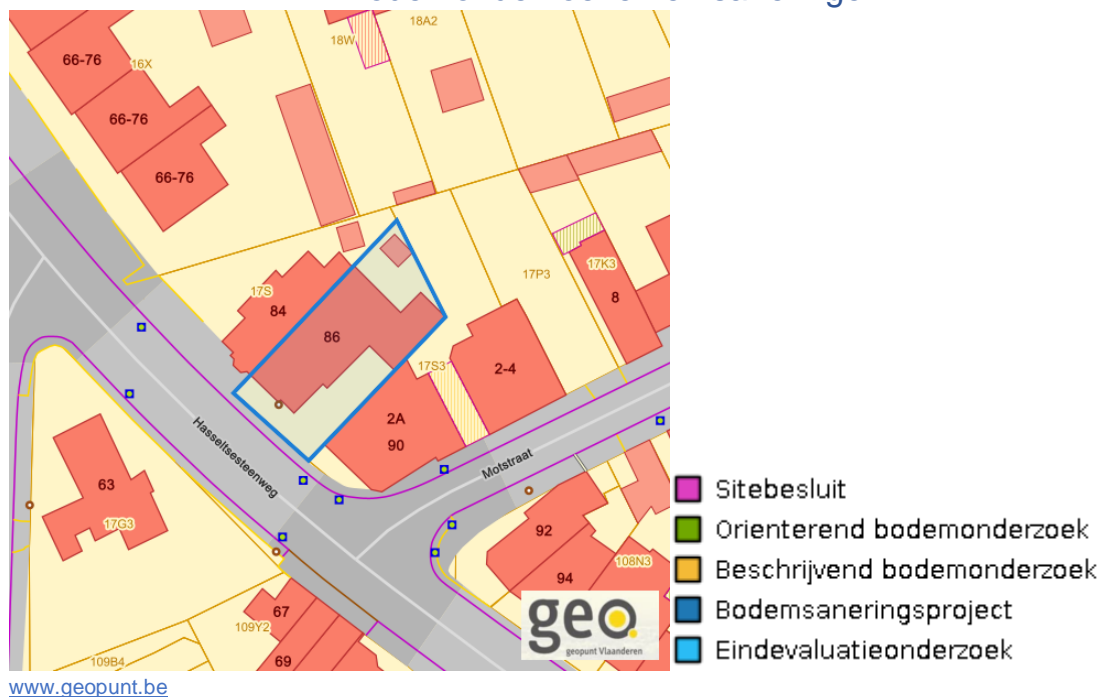 66-76
16X
66-76
66-76
18W
18A2
17S
84
86
17P3
17K3
8
17S3
2-4
2A
90
Hasseltsesteenweg
Motstraat
63
17G3
92
94
108N3
67
109Y2
69
109B4
geo
geopunt Vlaanderen
Sitebesluit
Orienterend bodemonderzoek
Beschrijvend bodemonderzoek
Bodemsaneringsproject
Eindevaluatieonderzoek
www.geopunt.be